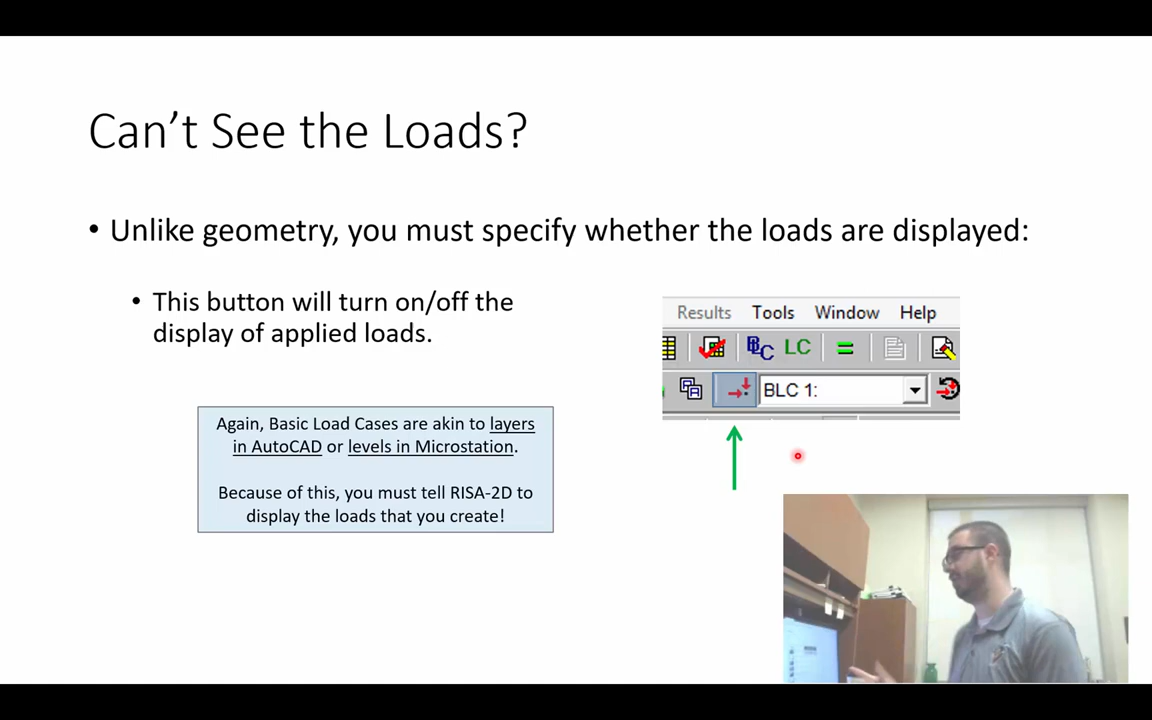 Can't See the Loads?
• Unlike geometry, you must specify whether the loads are displayed:
• This button will turn on/off the
display of applied loads.
Results Tools Window Help
BLC LC
BLC 1:
Again, Basic Load Cases are akin to layers
in AutoCAD or levels in Microstation.
Because of this, you must tell RISA-2D to
display the loads that you create!